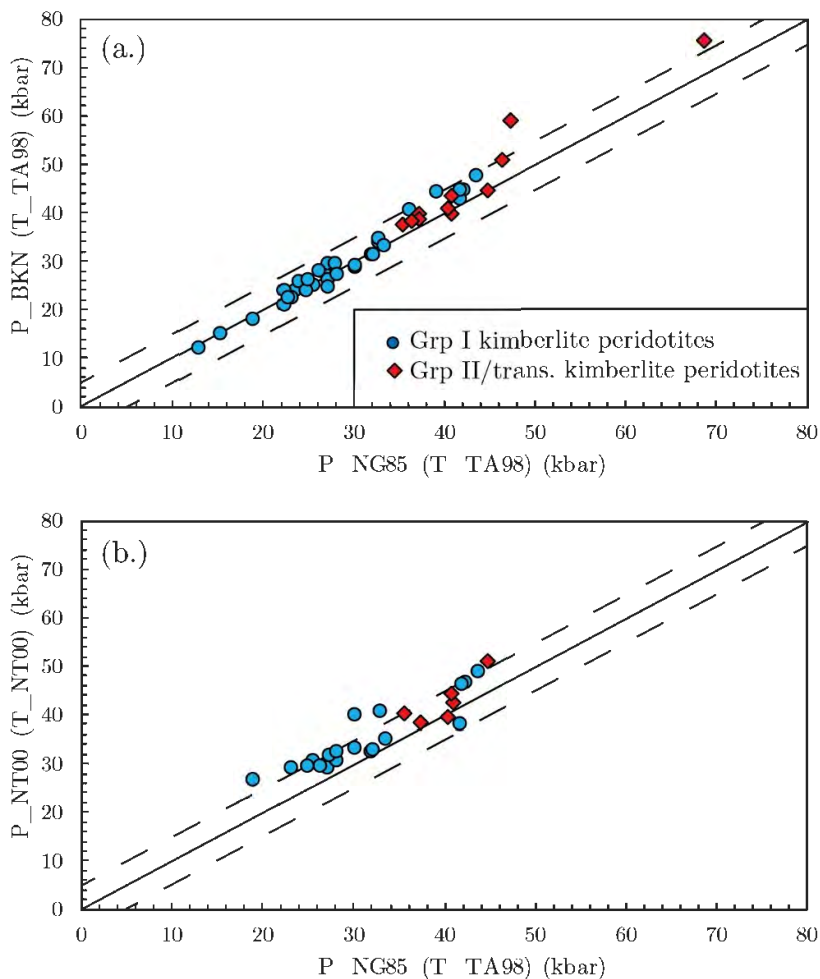 80
70
60
50
40
30
20
10
0
P_BKN (T_TA98) (kbar)
(a.)
Grp I kimberlite peridotites
Grp II/trans. kimberlite peridotites
0 10 20 30 40 50 60 70 80
P NG85 (T TA98) (kbar)
80
70
60
50
40
30
20
10
0
P_NT00 (T_NT00) (kbar)
(b.)
0 10 20 30 40 50 60 70 80
P NG85 (T TA98) (kbar)